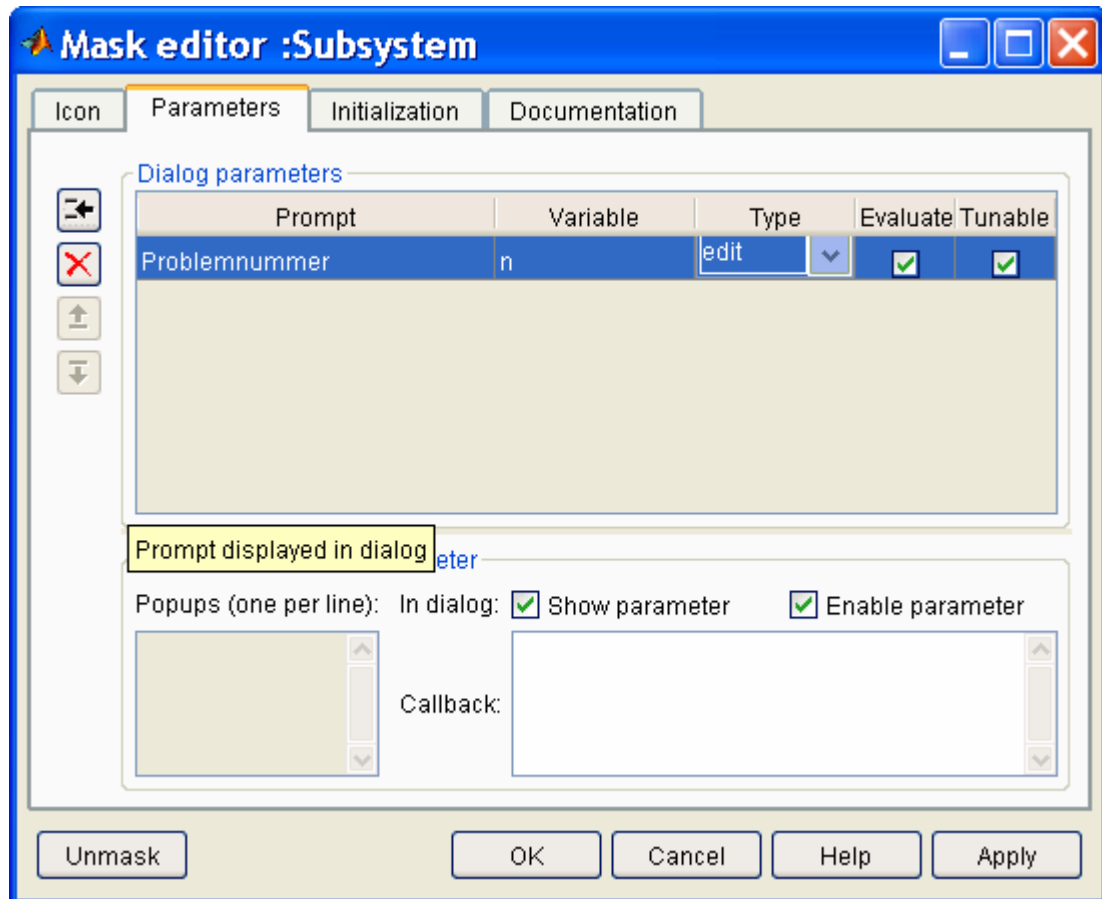 Mask editor :Subsystem
Icon Parameters Initialization Documentation
Dialog parameters
Prompt Variable Type Evaluate Tunable
Problemnummer n edit
Prompt displayed in dialog
Popups (one per line): In dialog: Show parameter Enable parameter
Callback:
Unmask OK Cancel Help Apply